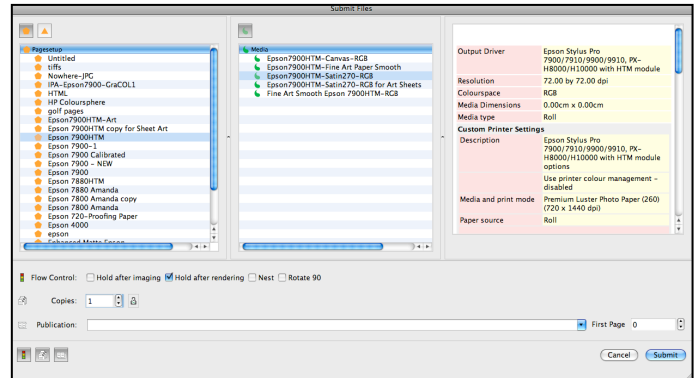 Submit Files
Pagesetup
Untitled
tiffs
Nowhere-JPG
IPA-Epson7900-GraCOL1
HTML
HP Coloursphere
golf pages
Epson7900HTM-Art
Epson7900HTM copy for Sheet Art
Epson 7900HTM
Epson 7900-1
Epson 7900 Calibrated
Epson 7900 - NEW
Epson 7900
Epson 7880HTM
Epson 7880 Amanda
Epson 7800 Amanda copy
Epson 7800 Amanda
Epson 720-Proofing Paper
Epson 4000
epson
Enhanced Matte Epson
Media
Epson7900HTM-Canvas-RGB
Epson7900HTM-Fine Art Paper Smooth
Epson7900HTM-Satin270-RGB
Epson7900HTM-Satin270-RGB for Art Sheets
Fine Art Smooth Epson 7900HTM-RGB
Output Driver Epson Stylus Pro
7900/7910/9900/9910, PX-
H8000/H10000 with HTM module
Resolution 72.00 by 72.00 dpi
Colourspace RGB
Media Dimensions 0.00cm x 0.00cm
Media type Roll
Custom Printer Settings
Description Epson Stylus Pro
7900/7910/9900/9910, PX-
H8000/H10000 with HTM module
options
Use printer colour management -
disabled
Media and print mode Premium Luster Photo Paper (260)
(720 x 1440 dpi)
Paper source Roll
Flow Control: Hold after imaging Hold after rendering Nest Rotate 90
Copies: 1
Publication: First Page 0
Cancel Submit